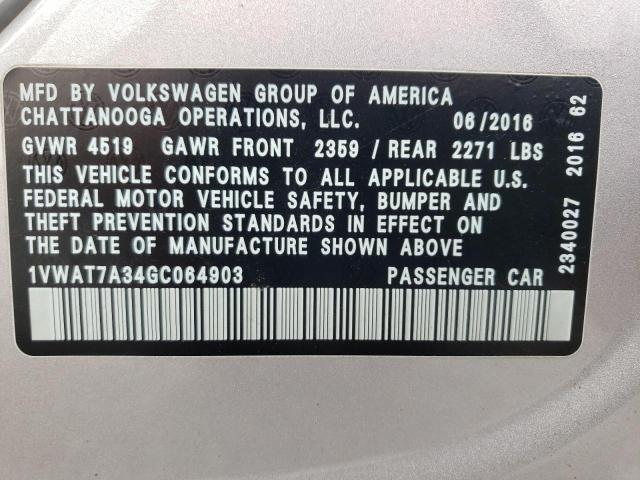 MFD BY VOLKSWAGEN GROUP OF AMERICA
CHATTANOOGA OPERATIONS, LLC. 06/2016
GVWR 4519 GAWR FRONT 2359 / REAR 2271 LBS
THIS VEHICLE CONFORMS TO ALL APPLICABLE U.S.
FEDERAL MOTOR VEHICLE SAFETY, BUMPER AND
THEFT PREVENTION STANDARDS IN EFFECT ON
THE DATE OF MANUFACTURE SHOWN ABOVE
1VWAT7A34GC064903 PASSENGER CAR
2340027 2016 62